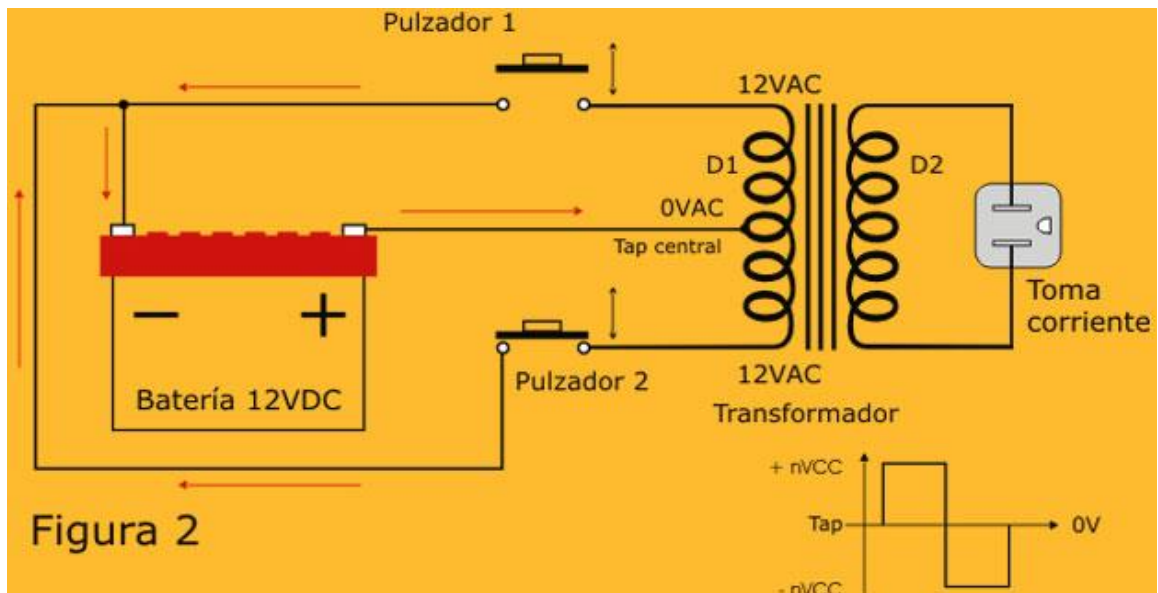 Pulzador 1
12VAC
D1
D2
0VAC
Tap central
Toma
corriente
− +
Batería 12VDC
Pulzador 2
12VAC
Transformador
+ nVCC
Tap
0V
- nVCC
Figura 2